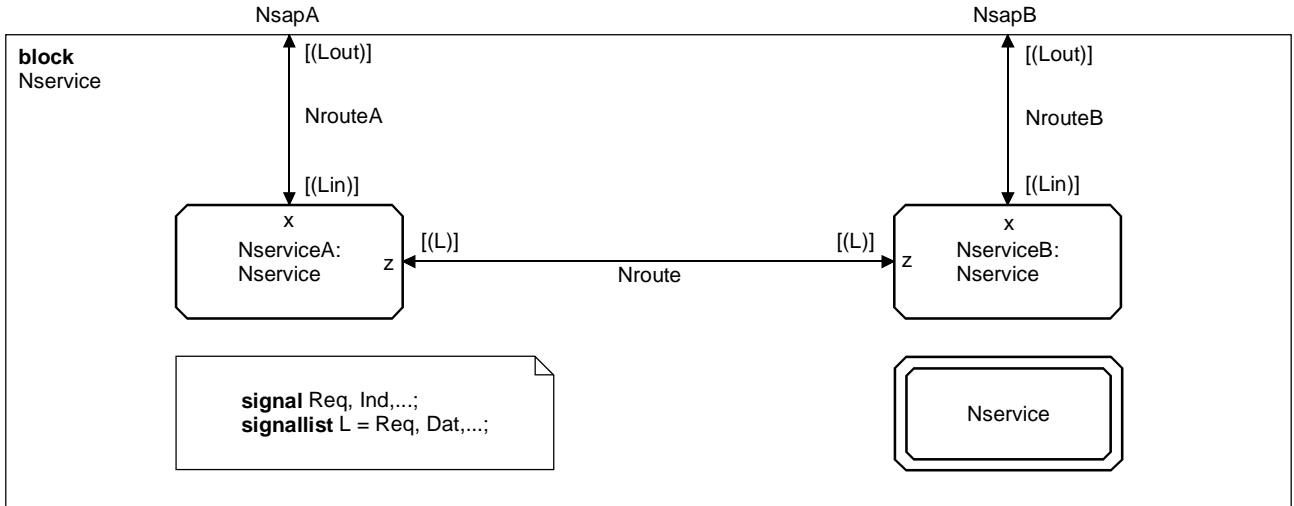 NsapA
NsapB
block
Nservice
[(Lout)]
[(Lout)]
NrouteA
NrouteB
[(Lin)]
[(Lin)]
x
NserviceA:
Nservice
z
[(L)]
[(L)]
Nroute
x
z
NserviceB:
Nservice
signal Req, Ind,...;
signallist L = Req, Dat,...;
Nservice